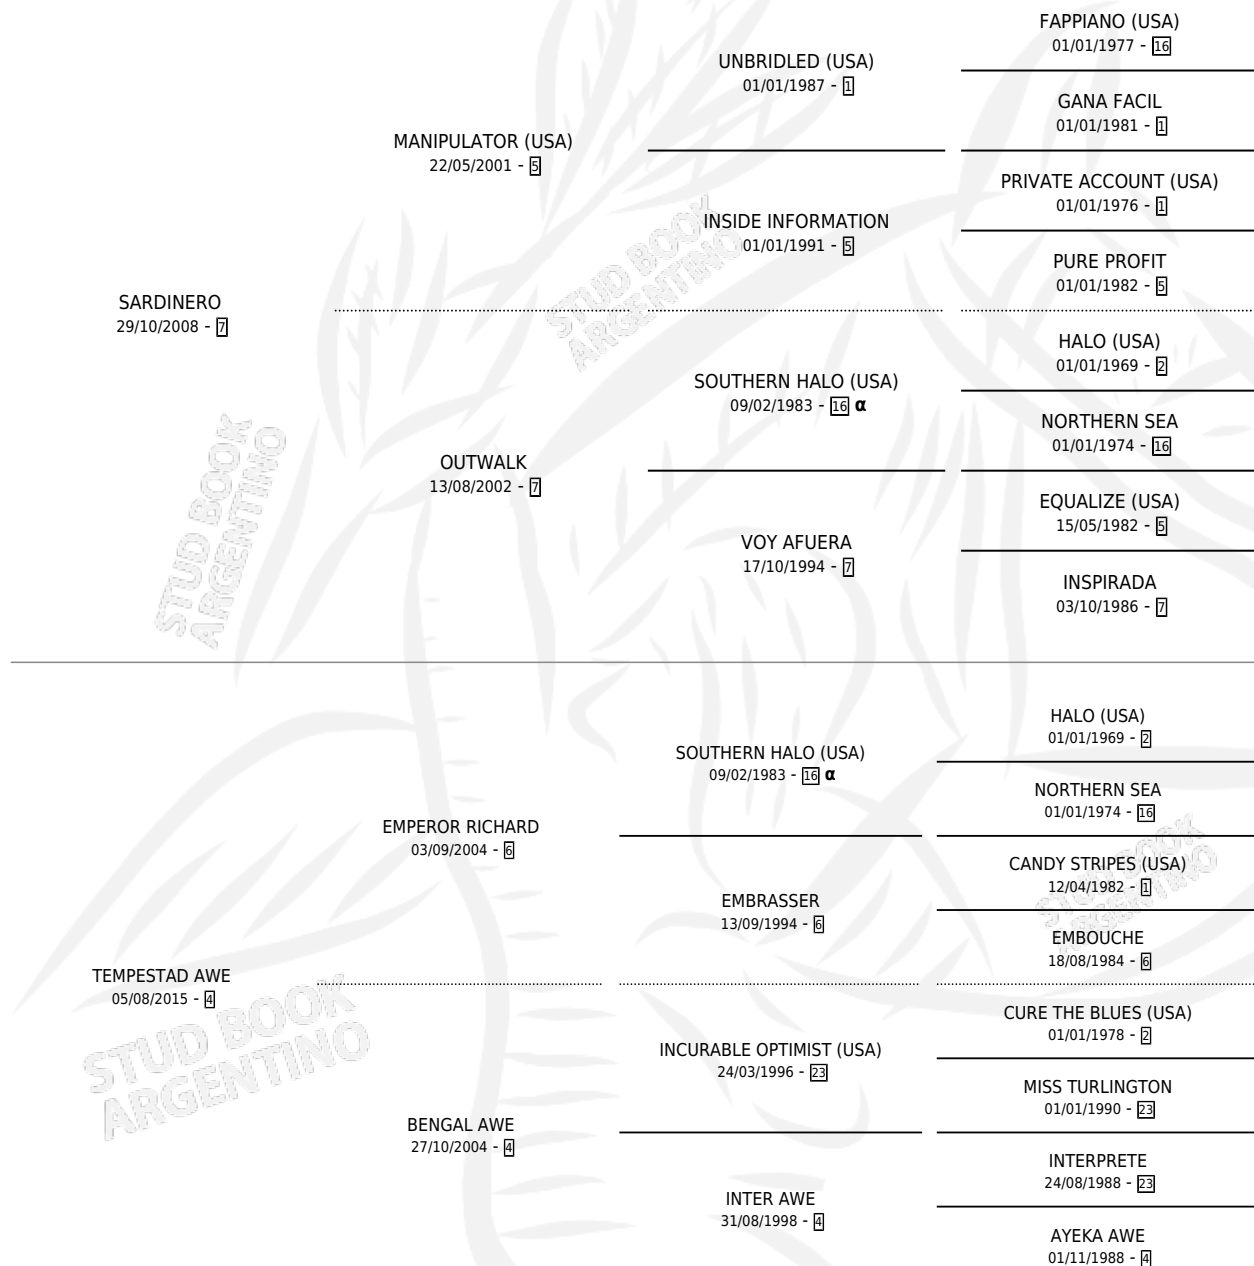 FAPPIANO (USA)
01/01/1977 - 16
UNBRIDLED (USA)
01/01/1987 - 1
GANA FACIL
01/01/1981 - 1
MANIPULATOR (USA)
22/05/2001 - 5
PRIVATE ACCOUNT (USA)
01/01/1976 - 1
INSIDE INFORMATION
01/01/1991 - 5
PURE PROFIT
01/01/1982 - 5
STUD BOOK
ARGENTINO
SARDINERO
29/10/2008 - 7
HALO (USA)
01/01/1969 - 2
SOUTHERN HALO (USA)
09/02/1983 - 16 α
NORTHERN SEA
01/01/1974 - 16
OUTWALK
13/08/2002 - 7
EQUALIZE (USA)
15/05/1982 - 5
VOY AFUERA
17/10/1994 - 7
INSPIRADA
03/10/1986 - 7
STUD BOOK
ARGENTINO
HALO (USA)
01/01/1969 - 2
SOUTHERN HALO (USA)
09/02/1983 - 16 α
NORTHERN SEA
01/01/1974 - 16
EMPEROR RICHARD
03/09/2004 - 6
CANDY STRIPES (USA)
12/04/1982 - 1
EMBRASSER
13/09/1994 - 6
EMBOUCHE
18/08/1984 - 6
STUD BOOK
ARGENTINO
TEMPESTAD AWE
05/08/2015 - 4
CURE THE BLUES (USA)
01/01/1978 - 2
INCURABLE OPTIMIST (USA)
24/03/1996 - 23
MISS TURLINGTON
01/01/1990 - 23
BENGAL AWE
27/10/2004 - 4
INTERPRETE
24/08/1988 - 23
INTER AWE
31/08/1998 - 4
AYEKA AWE
01/11/1988 - 4
STUD BOOK
ARGENTINO